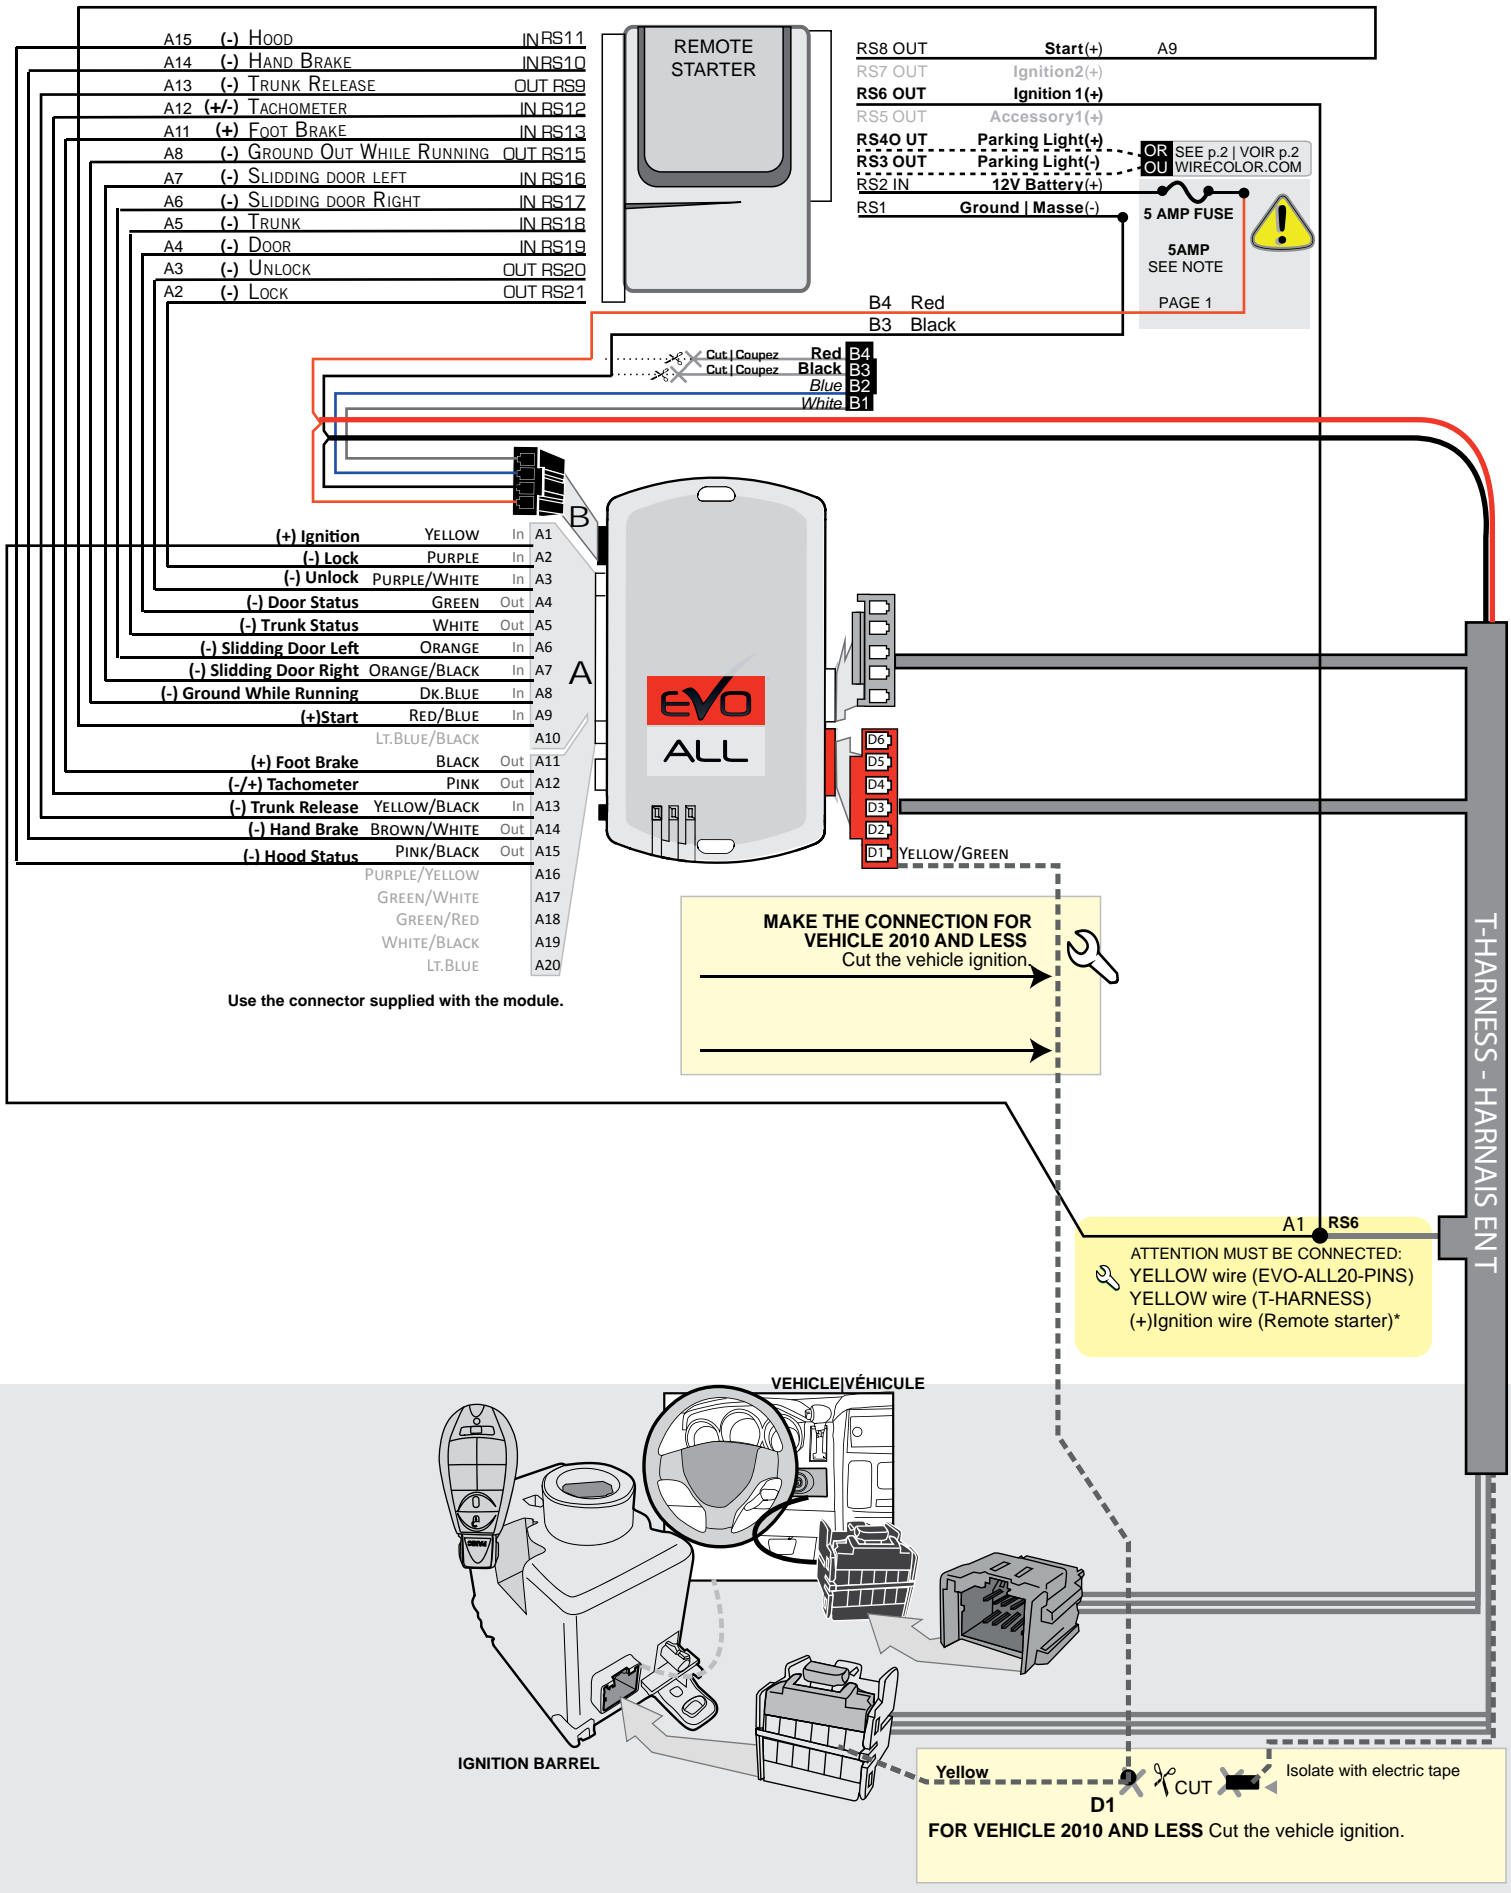 A15 (-) Hood IN RS11
A14 (-) Hand Brake IN RS10
A13 (-) Trunk Release OUT RS9
A12 (+/-) Tachometer IN RS12
A11 (+) Foot Brake IN RS13
A8 (-) Ground Out While Running OUT RS15
A7 (-) Slidding door left IN RS16
A6 (-) Slidding door Right IN RS17
A5 (-) Trunk IN RS18
A4 (-) Door IN RS19
A3 (-) Unlock OUT RS20
A2 (-) Lock OUT RS21
REMOTE
STARTER
RS8 OUT Start(+) A9
RS7 OUT Ignition2(+)
RS6 OUT Ignition 1(+)
RS5 OUT Accessory1(+)
RS4O UT Parking Light(+)
RS3 OUT Parking Light(-)
RS2 IN 12V Battery(+)
RS1 Ground | Masse(-)
OR SEE p.2 | VOIR p.2
OU WIRECOLOR.COM
5 AMP FUSE
5AMP
SEE NOTE
PAGE 1
B4 Red
B3 Black
Cut | Coupez Red B4
Cut | Coupez Black B3
Blue B2
White B1
B
A
(+) Ignition Yellow In A1
(-) Lock Purple In A2
(-) Unlock Purple/White In A3
(-) Door Status Green Out A4
(-) Trunk Status White Out A5
(-) Slidding Door Left Orange In A6
(-) Slidding Door Right Orange/Black In A7
(-) Ground While Running Dk.Blue In A8
(+)Start Red/Blue In A9
Lt.Blue/Black A10
(+) Foot Brake Black Out A11
(-/+) Tachometer Pink Out A12
(-) Trunk Release Yellow/Black In A13
(-) Hand Brake Brown/White Out A14
(-) Hood Status Pink/Black Out A15
Purple/Yellow A16
Green/White A17
Green/Red A18
White/Black A19
Lt.Blue A20
Use the connector supplied with the module.
EVO
ALL
D6
D5
D4
D3
D2
D1 Yellow/Green
MAKE THE CONNECTION FOR
VEHICLE 2010 AND LESS
Cut the vehicle ignition.
T-HARNESS - HARNAIS EN T
A1 RS6
ATTENTION MUST BE CONNECTED:
YELLOW wire (EVO-ALL20-PINS)
YELLOW wire (T-HARNESS)
(+)Ignition wire (Remote starter)*
VEHICLE|VÉHICULE
PANIC
IGNITION BARREL
Yellow
D1
CUT
Isolate with electric tape
FOR VEHICLE 2010 AND LESS Cut the vehicle ignition.